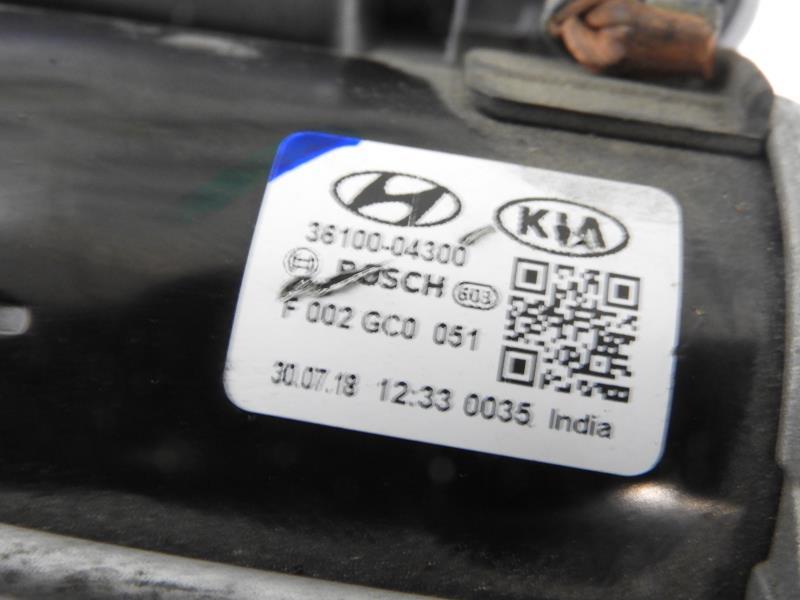 KIA
36100-04300
BOSCH 603
F 002 GC0 051
30.07.18 12:33 0035 India